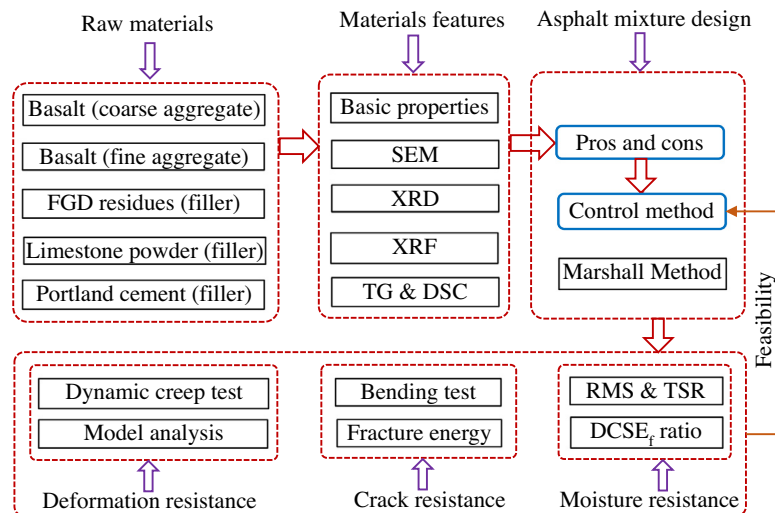 Raw materials
Materials features
Asphalt mixture design
Basalt (coarse aggregate)
Basalt (fine aggregate)
FGD residues (filler)
Limestone powder (filler)
Portland cement (filler)
Basic properties
SEM
XRD
XRF
TG & DSC
Pros and cons
Control method
Marshall Method
Feasibility
Dynamic creep test
Model analysis
Deformation resistance
Bending test
Fracture energy
Crack resistance
RMS & TSR
DCSEf ratio
Moisture resistance